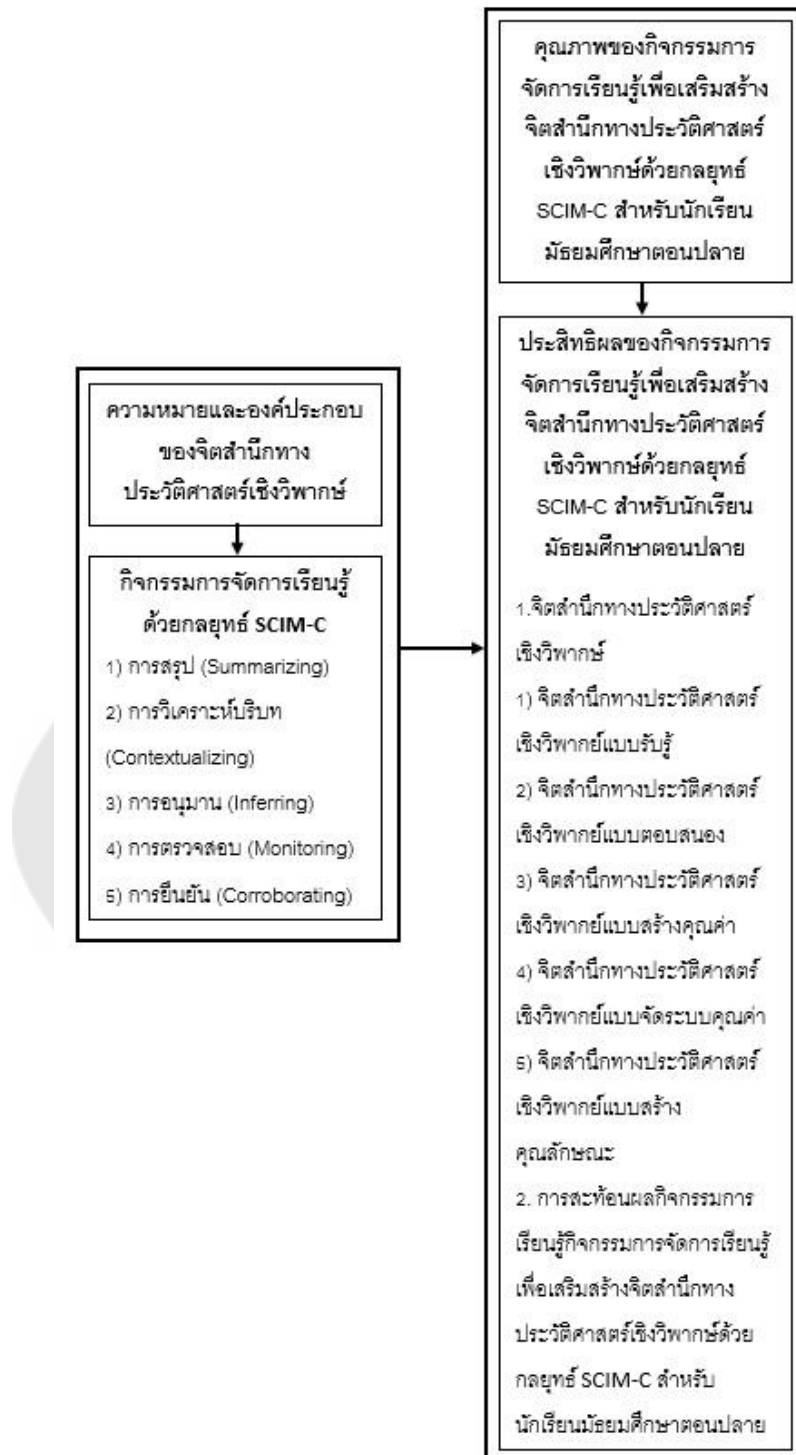 ความหมายและองค์ประกอบ
ของจิตสำนึกทาง
ประวัติศาสตร์เชิงวิพากษ์
กิจกรรมการจัดการเรียนรู้
ด้วยกลยุทธ์ SCIM-C
1) การสรุป (Summarizing)
2) การวิเคราะห์บริบท
(Contextualizing)
3) การอนุมาน (Inferring)
4) การตรวจสอบ (Monitoring)
5) การยืนยัน (Corroborating)
คุณภาพของกิจกรรมการ
จัดการเรียนรู้เพื่อเสริมสร้าง
จิตสำนึกทางประวัติศาสตร์
เชิงวิพากษ์ด้วยกลยุทธ์
SCIM-C สำหรับนักเรียน
มัธยมศึกษาตอนปลาย
ประสิทธิผลของกิจกรรมการ
จัดการเรียนรู้เพื่อเสริมสร้าง
จิตสำนึกทางประวัติศาสตร์
เชิงวิพากษ์ด้วยกลยุทธ์
SCIM-C สำหรับนักเรียน
มัธยมศึกษาตอนปลาย
1.จิตสำนึกทางประวัติศาสตร์
เชิงวิพากษ์
1) จิตสำนึกทางประวัติศาสตร์
เชิงวิพากย์แบบรับรู้
2) จิตสำนึกทางประวัติศาสตร์
เชิงวิพากย์แบบตอบสนอง
3) จิตสำนึกทางประวัติศาสตร์
เชิงวิพากย์แบบสร้างคุณค่า
4) จิตสำนึกทางประวัติศาสตร์
เชิงวิพากย์แบบจัดระบบคุณค่า
5) จิตสำนึกทางประวัติศาสตร์
เชิงวิพากย์แบบสร้าง
คุณลักษณะ
2. การสะท้อนผลกิจกรรมการ
เรียนรู้กิจกรรมการจัดการเรียนรู้
เพื่อเสริมสร้างจิตสำนึกทาง
ประวัติศาสตร์เชิงวิพากษ์ด้วย
กลยุทธ์ SCIM-C สำหรับ
นักเรียนมัธยมศึกษาตอนปลาย